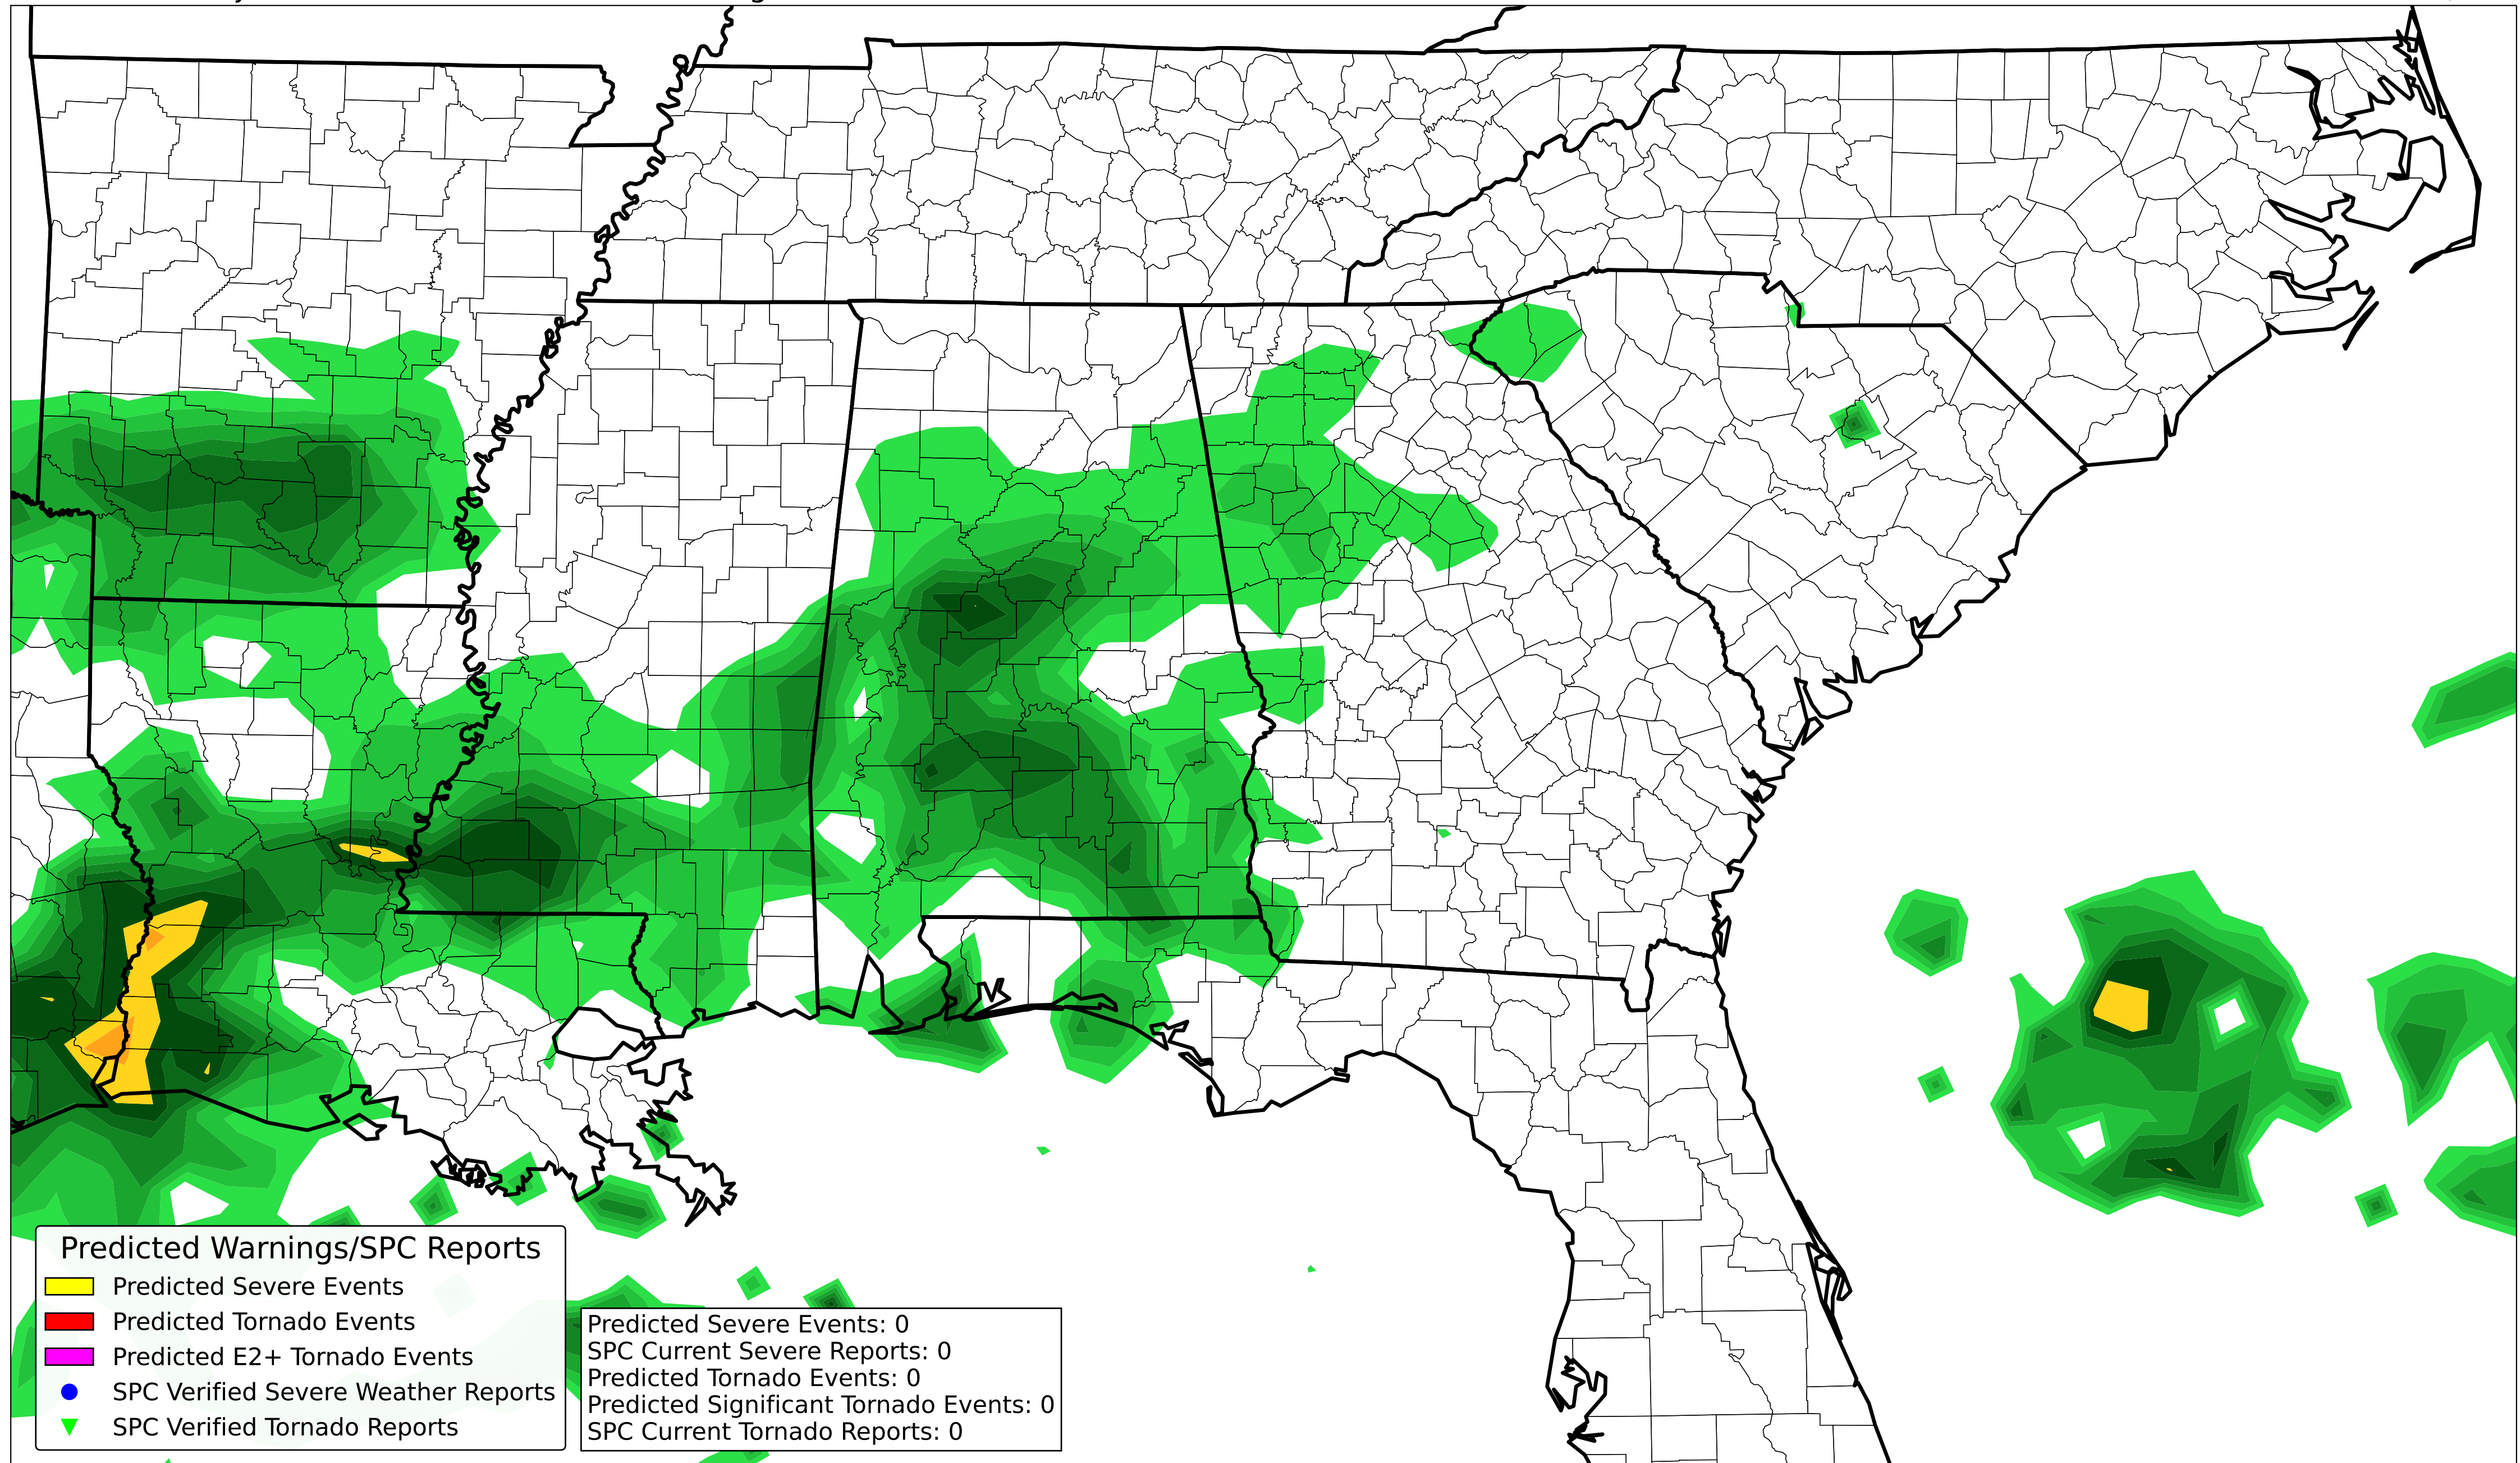 Predicted Warnings/SPC Reports
Predicted Severe Events
Predicted Tornado Events
Predicted E2+ Tornado Events
SPC Verified Severe Weather Reports
SPC Verified Tornado Reports
Predicted Severe Events: 0
SPC Current Severe Reports: 0
Predicted Tornado Events: 0
Predicted Significant Tornado Events: 0
SPC Current Tornado Reports: 0